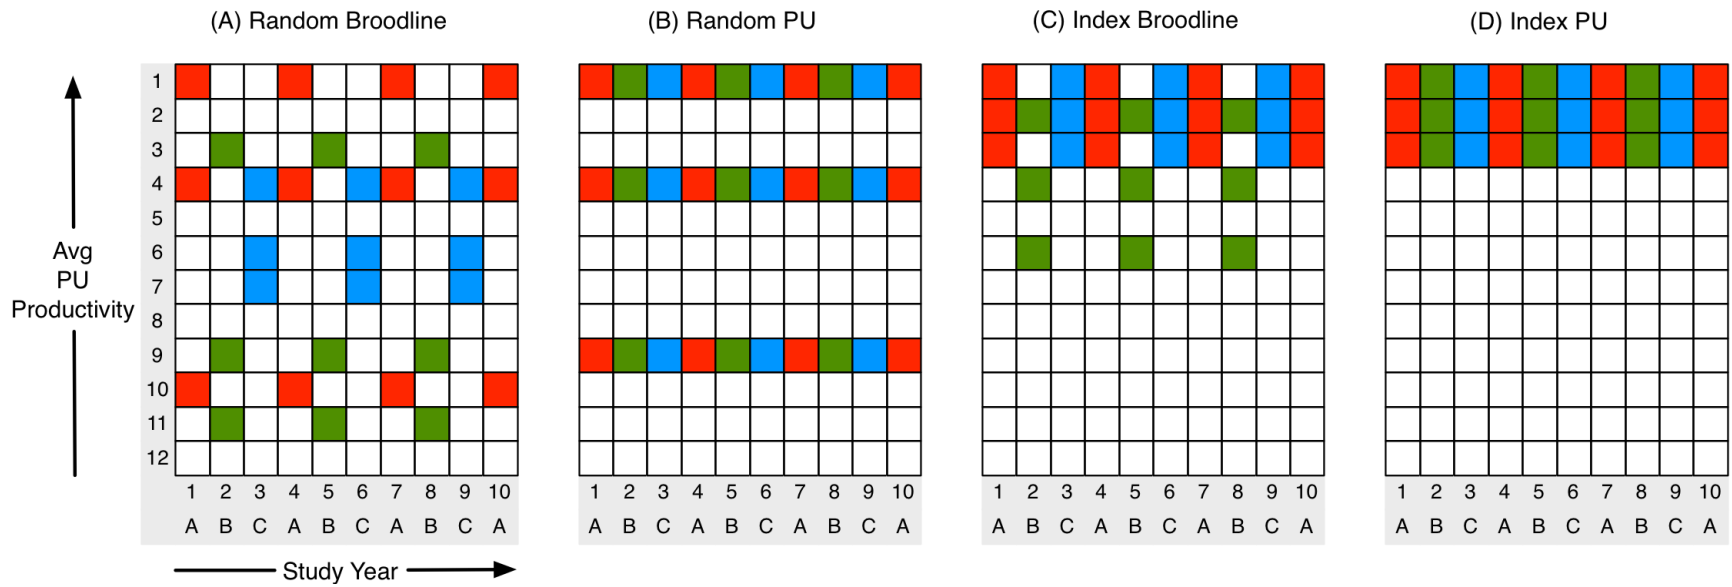 (A) Random Broodline (B) Random PU (C) Index Broodline (D) Index PU
1
2
3
4
5
6
7
8
9
10
11
12
Avg
PU
Productivity
1 2 3 4 5 6 7 8 9 10 1 2 3 4 5 6 7 8 9 10 1 2 3 4 5 6 7 8 9 10 1 2 3 4 5 6 7 8 9 10
A B C A B C A B C A A B C A B C A B C A A B C A B C A B C A A B C A B C A B C A
Study Year